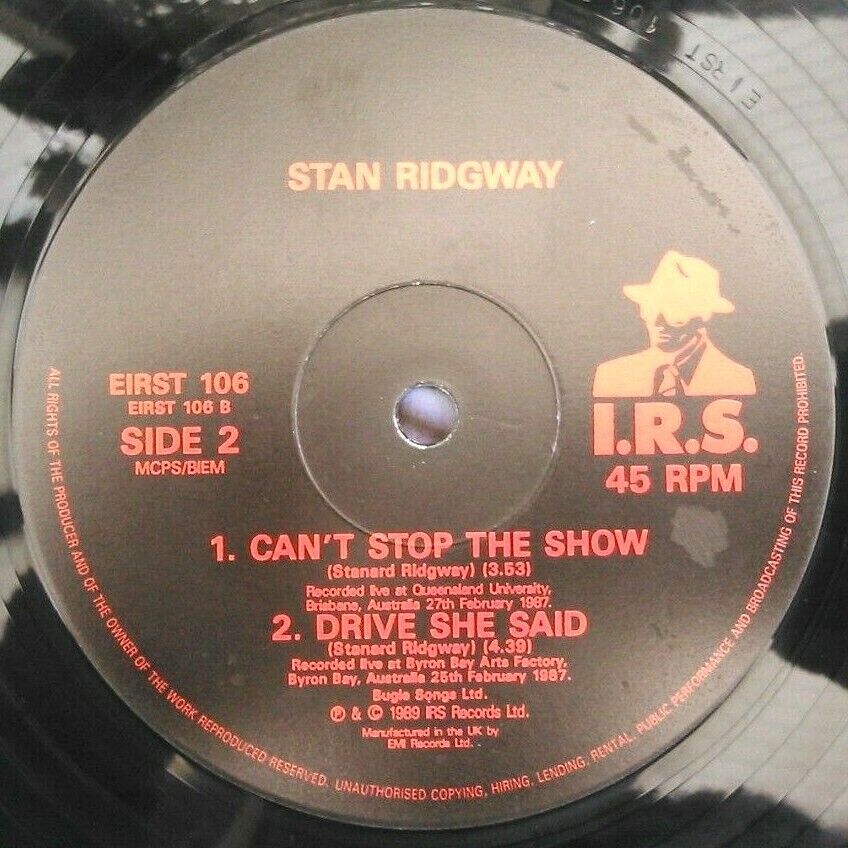 EIRST 106
STAN RIDGWAY
I.R.S.
45 RPM
EIRST 106
EIRST 106 B
SIDE 2
MCPS/BIEM
1. CAN'T STOP THE SHOW
(Stanard Ridgway) (3.53)
Recorded live at Queensland University,
Brisbane, Australia 27th February 1987.
2. DRIVE SHE SAID
(Stanard Ridgway) (4.39)
Recorded live at Byron Bay Arts Factory,
Byron Bay, Australia 25th February 1987.
Bugle Songs Ltd.
℗ & © 1989 IRS Records Ltd.
Manufactured in the UK by
EMI Records Ltd.
ALL RIGHTS OF THE PRODUCER AND OF THE OWNER OF THE WORK REPRODUCED RESERVED. UNAUTHORISED COPYING, HIRING, LENDING, RENTAL, PUBLIC PERFORMANCE AND BROADCASTING OF THIS RECORD PROHIBITED.